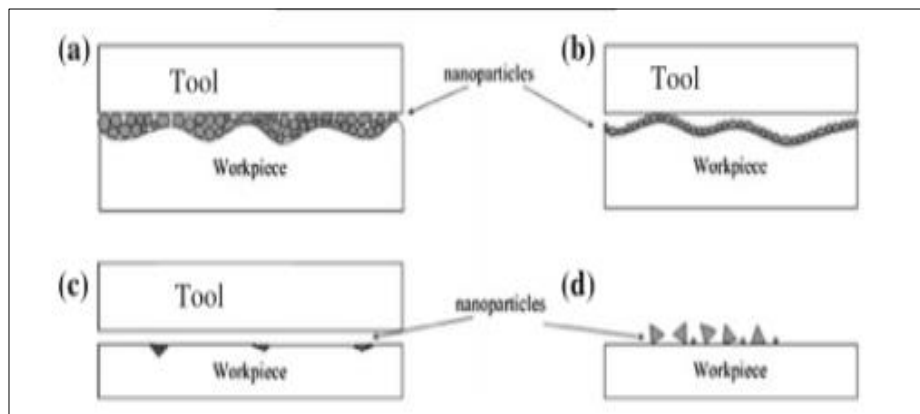 (a)
Tool
nanoparticles
Workpiece
(b)
Tool
Workpiece
(c)
Tool
nanoparticles
Workpiece
(d)
Workpiece